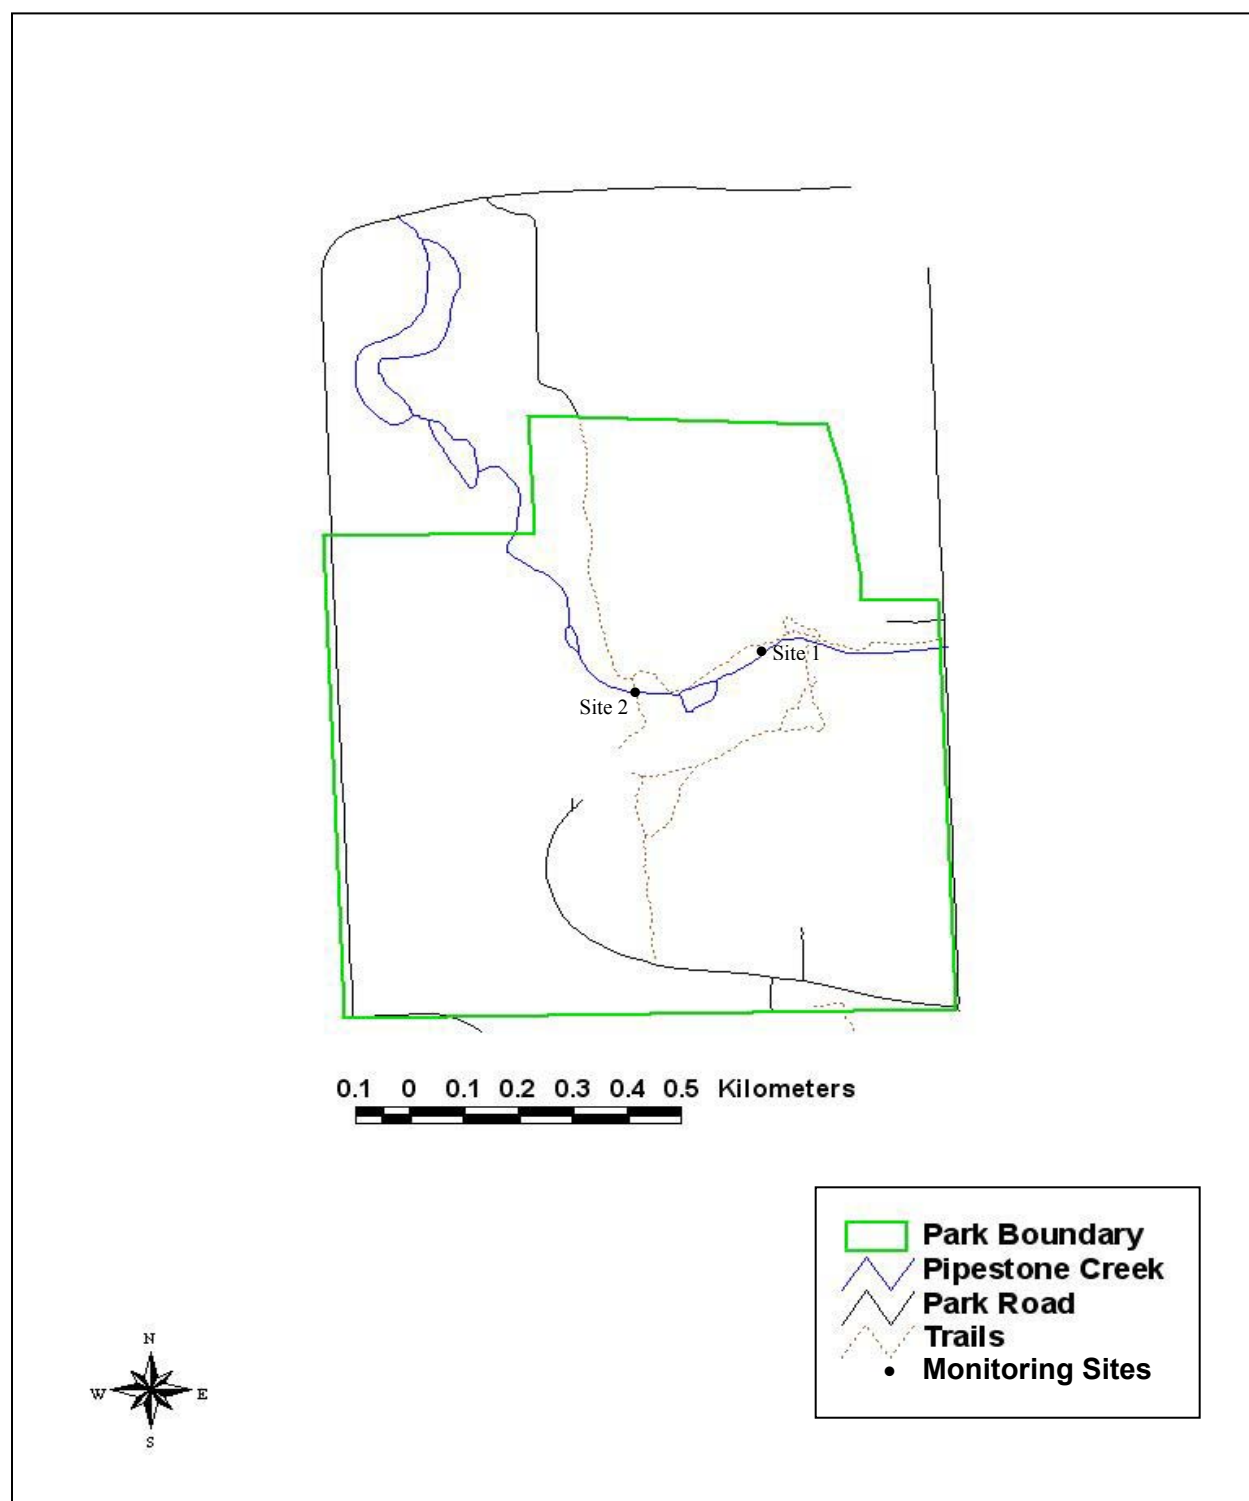 Site 1
Site 2
0.1 0 0.1 0.2 0.3 0.4 0.5 Kilometers
Park Boundary
Pipestone Creek
Park Road
Trails
Monitoring Sites
N
W E
S